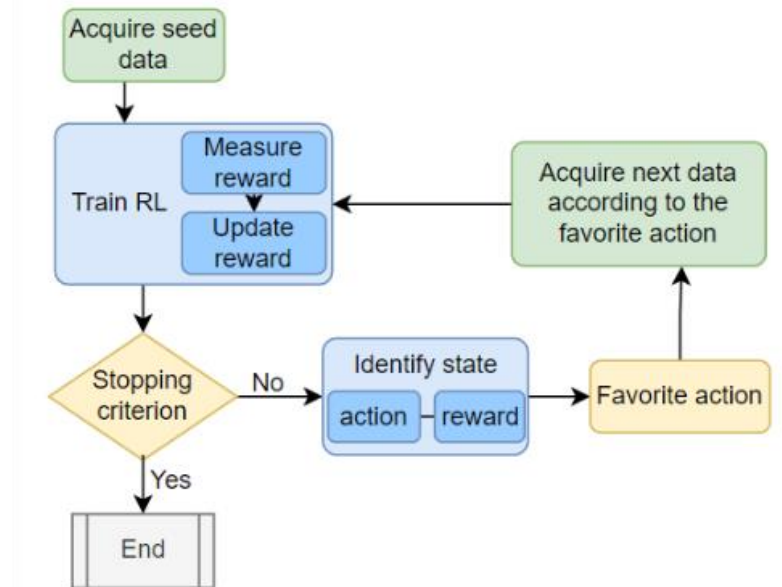 Acquire seed
data
Train RL
Measure
reward
Update
reward
Acquire next data
according to the
favorite action
Stopping
criterion
No
Identify state
action
reward
Favorite action
Yes
End